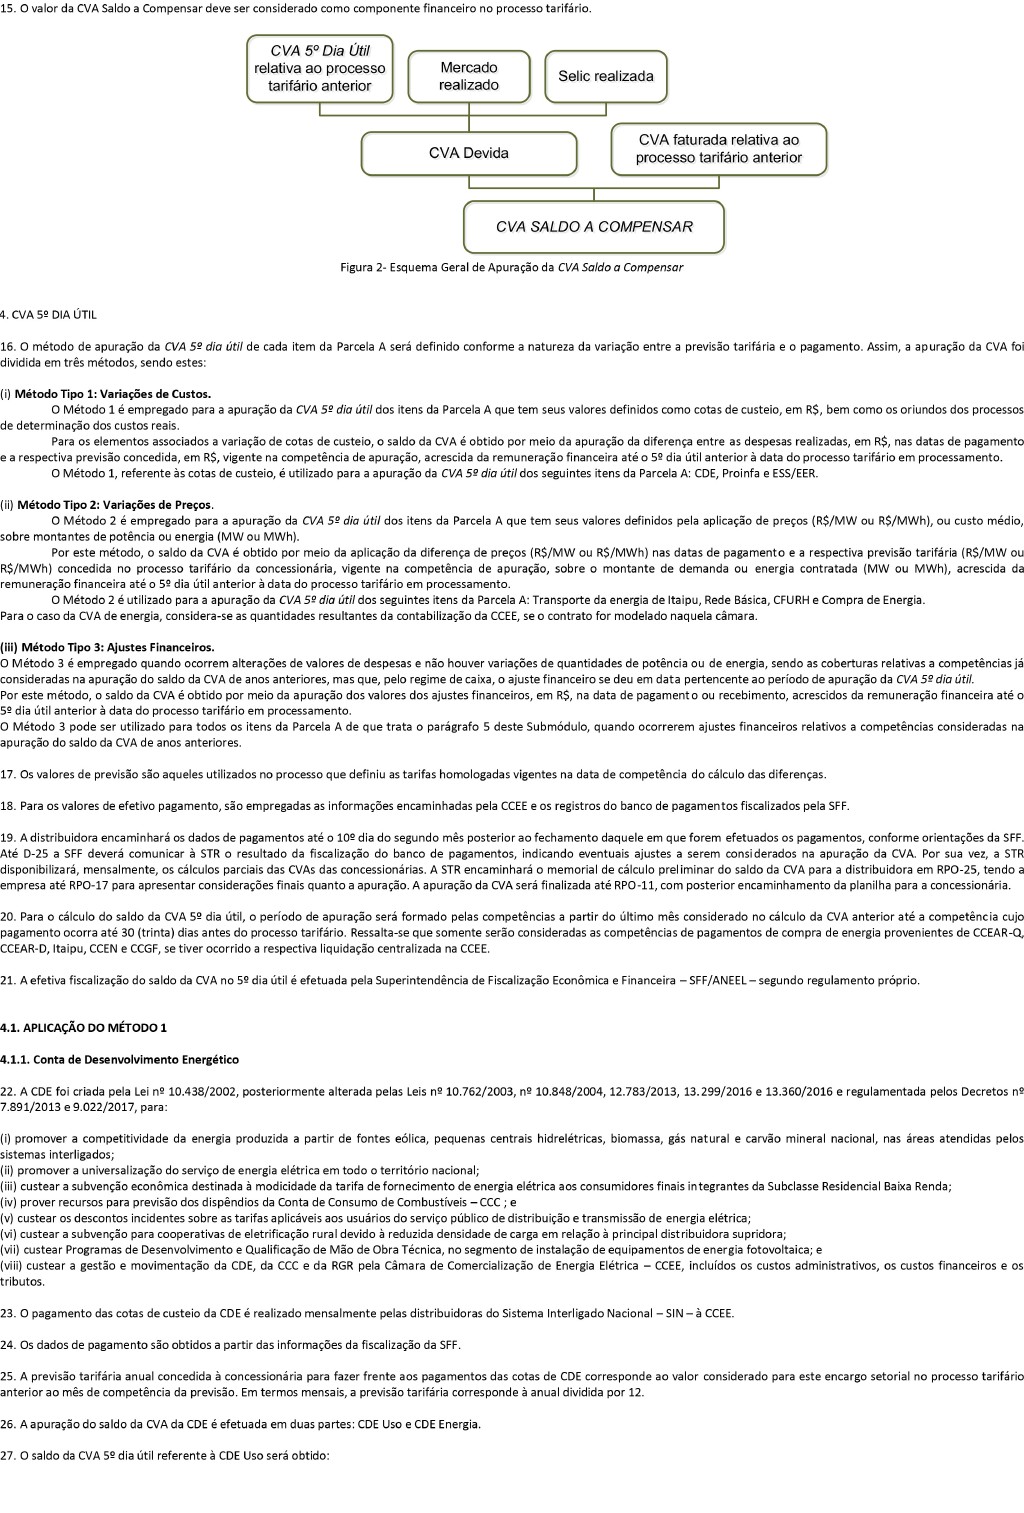 15. O valor da CVA Saldo a Compensar deve ser considerado como componente financeiro no processo tarifário.
CVA 5º Dia Útil
relativa ao processo
tarifário anterior
Mercado
realizado
Selic realizada
CVA Devida
CVA faturada relativa ao
processo tarifário anterior
CVA SALDO A COMPENSAR
Figura 2- Esquema Geral de Apuração da CVA Saldo a Compensar
4. CVA 5º DIA ÚTIL
16. O método de apuração da CVA 5º dia útil de cada item da Parcela A será definido conforme a natureza da variação entre a previsão tarifária e o pagamento. Assim, a apuração da CVA foi
dividida em três métodos, sendo estes:
(i) Método Tipo 1: Variações de Custos.
O Método 1 é empregado para a apuração da CVA 5º dia útil dos itens da Parcela A que tem seus valores definidos como cotas de custeio, em R$, bem como os oriundos dos processos
de determinação dos custos reais.
Para os elementos associados a variação de cotas de custeio, o saldo da CVA é obtido por meio da apuração da diferença entre as despesas realizadas, em R$, nas datas de pagamento
e a respectiva previsão concedida, em R$, vigente na competência de apuração, acrescida da remuneração financeira até o 5º dia útil anterior à data do processo tarifário em processamento.
O Método 1, referente às cotas de custeio, é utilizado para a apuração da CVA 5º dia útil dos seguintes itens da Parcela A: CDE, Proinfa e ESS/EER.
(ii) Método Tipo 2: Variações de Preços.
O Método 2 é empregado para a apuração da CVA 5º dia útil dos itens da Parcela A que tem seus valores definidos pela aplicação de preços (R$/MW ou R$/MWh), ou custo médio,
sobre montantes de potência ou energia (MW ou MWh).
Por este método, o saldo da CVA é obtido por meio da aplicação da diferença de preços (R$/MW ou R$/MWh) nas datas de pagamento e a respectiva previsão tarifária (R$/MW ou
R$/MWh) concedida no processo tarifário da concessionária, vigente na competência de apuração, sobre o montante de demanda ou energia contratada (MW ou MWh), acrescida da
remuneração financeira até o 5º dia útil anterior à data do processo tarifário em processamento.
O Método 2 é utilizado para a apuração da CVA 5º dia útil dos seguintes itens da Parcela A: Transporte da energia de Itaipu, Rede Básica, CFURH e Compra de Energia.
Para o caso da CVA de energia, considera-se as quantidades resultantes da contabilização da CCEE, se o contrato for modelado naquela câmara.
(iii) Método Tipo 3: Ajustes Financeiros.
O Método 3 é empregado quando ocorrem alterações de valores de despesas e não houver variações de quantidades de potência ou de energia, sendo as coberturas relativas a competências já
consideradas na apuração do saldo da CVA de anos anteriores, mas que, pelo regime de caixa, o ajuste financeiro se deu em data pertencente ao período de apuração da CVA 5º dia útil.
Por este método, o saldo da CVA é obtido por meio da apuração dos valores dos ajustes financeiros, em R$, na data de pagamento ou recebimento, acrescidos da remuneração financeira até o
5º dia útil anterior à data do processo tarifário em processamento.
O Método 3 pode ser utilizado para todos os itens da Parcela A de que trata o parágrafo 5 deste Submódulo, quando ocorrerem ajustes financeiros relativos a competências consideradas na
apuração do saldo da CVA de anos anteriores.
17. Os valores de previsão são aqueles utilizados no processo que definiu as tarifas homologadas vigentes na data de competência do cálculo das diferenças.
18. Para os valores de efetivo pagamento, são empregadas as informações encaminhadas pela CCEE e os registros do banco de pagamentos fiscalizados pela SFF.
19. A distribuidora encaminhará os dados de pagamentos até o 10º dia do segundo mês posterior ao fechamento daquele em que forem efetuados os pagamentos, conforme orientações da SFF.
Até D-25 a SFF deverá comunicar à STR o resultado da fiscalização do banco de pagamentos, indicando eventuais ajustes a serem considerados na apuração da CVA. Por sua vez, a STR
disponibilizará, mensalmente, os cálculos parciais das CVAs das concessionárias. A STR encaminhará o memorial de cálculo preliminar do saldo da CVA para a distribuidora em RPO-25, tendo a
empresa até RPO-17 para apresentar considerações finais quanto a apuração. A apuração da CVA será finalizada até RPO-11, com posterior encaminhamento da planilha para a concessionária.
20. Para o cálculo do saldo da CVA 5º dia útil, o período de apuração será formado pelas competências a partir do último mês considerado no cálculo da CVA anterior até a competência cujo
pagamento ocorra até 30 (trinta) dias antes do processo tarifário. Ressalta-se que somente serão consideradas as competências de pagamentos de compra de energia provenientes de CCEAR-Q,
CCEAR-D, Itaipu, CCEN e CCGF, se tiver ocorrido a respectiva liquidação centralizada na CCEE.
21. A efetiva fiscalização do saldo da CVA no 5º dia útil é efetuada pela Superintendência de Fiscalização Econômica e Financeira – SFF/ANEEL – segundo regulamento próprio.
4.1. APLICAÇÃO DO MÉTODO 1
4.1.1. Conta de Desenvolvimento Energético
22. A CDE foi criada pela Lei nº 10.438/2002, posteriormente alterada pelas Leis nº 10.762/2003, nº 10.848/2004, 12.783/2013, 13.299/2016 e 13.360/2016 e regulamentada pelos Decretos nº
7.891/2013 e 9.022/2017, para:
(i) promover a competitividade da energia produzida a partir de fontes eólica, pequenas centrais hidrelétricas, biomassa, gás natural e carvão mineral nacional, nas áreas atendidas pelos
sistemas interligados;
(ii) promover a universalização do serviço de energia elétrica em todo o território nacional;
(iii) custear a subvenção econômica destinada à modicidade da tarifa de fornecimento de energia elétrica aos consumidores finais integrantes da Subclasse Residencial Baixa Renda;
(iv) prover recursos para previsão dos dispêndios da Conta de Consumo de Combustíveis – CCC ; e
(v) custear os descontos incidentes sobre as tarifas aplicáveis aos usuários do serviço público de distribuição e transmissão de energia elétrica;
(vi) custear a subvenção para cooperativas de eletrificação rural devido à reduzida densidade de carga em relação à principal distribuidora supridora;
(vii) custear Programas de Desenvolvimento e Qualificação de Mão de Obra Técnica, no segmento de instalação de equipamentos de energia fotovoltaica; e
(viii) custear a gestão e movimentação da CDE, da CCC e da RGR pela Câmara de Comercialização de Energia Elétrica – CCEE, incluídos os custos administrativos, os custos financeiros e os
tributos.
23. O pagamento das cotas de custeio da CDE é realizado mensalmente pelas distribuidoras do Sistema Interligado Nacional – SIN – à CCEE.
24. Os dados de pagamento são obtidos a partir das informações da fiscalização da SFF.
25. A previsão tarifária anual concedida à concessionária para fazer frente aos pagamentos das cotas de CDE corresponde ao valor considerado para este encargo setorial no processo tarifário
anterior ao mês de competência da previsão. Em termos mensais, a previsão tarifária corresponde à anual dividida por 12.
26. A apuração do saldo da CVA da CDE é efetuada em duas partes: CDE Uso e CDE Energia.
27. O saldo da CVA 5º dia útil referente à CDE Uso será obtido: